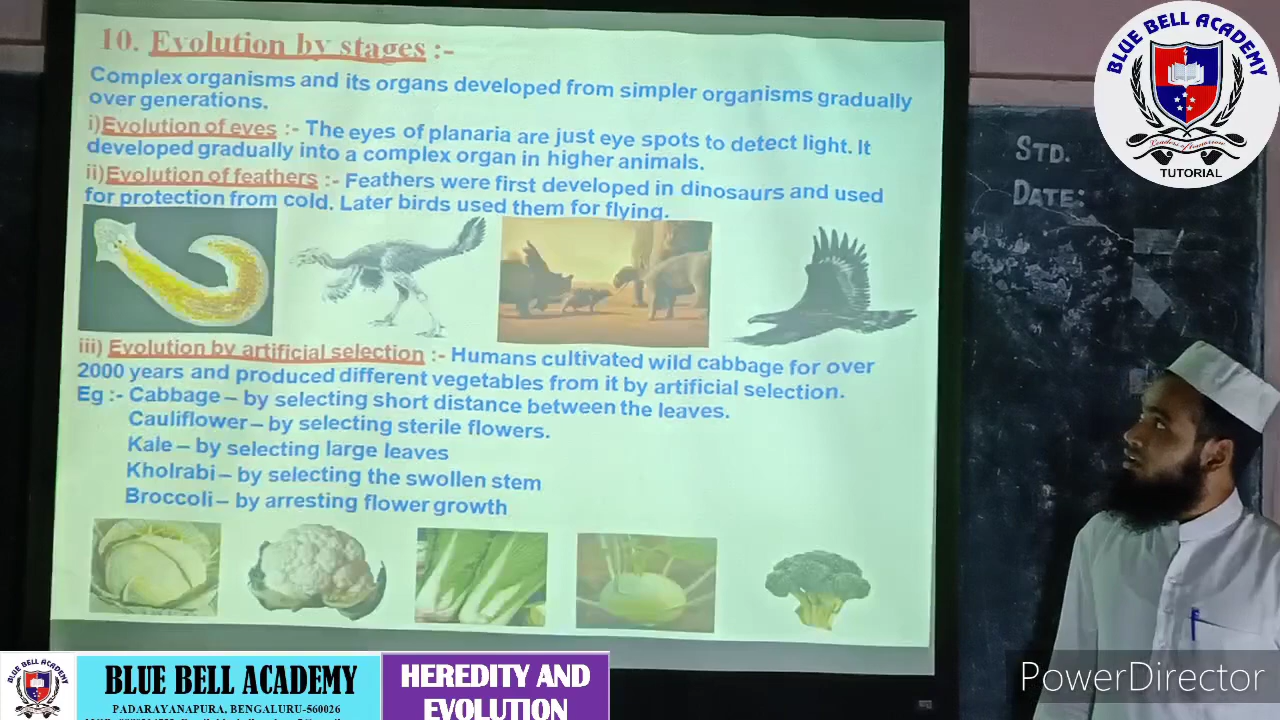 10. Evolution by stages :-
Complex organisms and its organs developed from simpler organisms gradually
over generations.
i)Evolution of eyes :- The eyes of planaria are just eye spots to detect light. It
developed gradually into a complex organ in higher animals.
ii)Evolution of feathers :- Feathers were first developed in dinosaurs and used
for protection from cold. Later birds used them for flying.
iii) Evolution by artificial selection :- Humans cultivated wild cabbage for over
2000 years and produced different vegetables from it by artificial selection.
Eg :- Cabbage – by selecting short distance between the leaves.
Cauliflower – by selecting sterile flowers.
Kale – by selecting large leaves
Kholrabi – by selecting the swollen stem
Broccoli – by arresting flower growth
STD.
DATE:
BLUE BELL ACADEMY
Leaders of tomorrow
TUTORIAL
BLUE BELL ACADEMY
BLUE BELL ACADEMY
PADARAYANAPURA, BENGALURU-560026
HEREDITY AND
EVOLUTION
PowerDirector